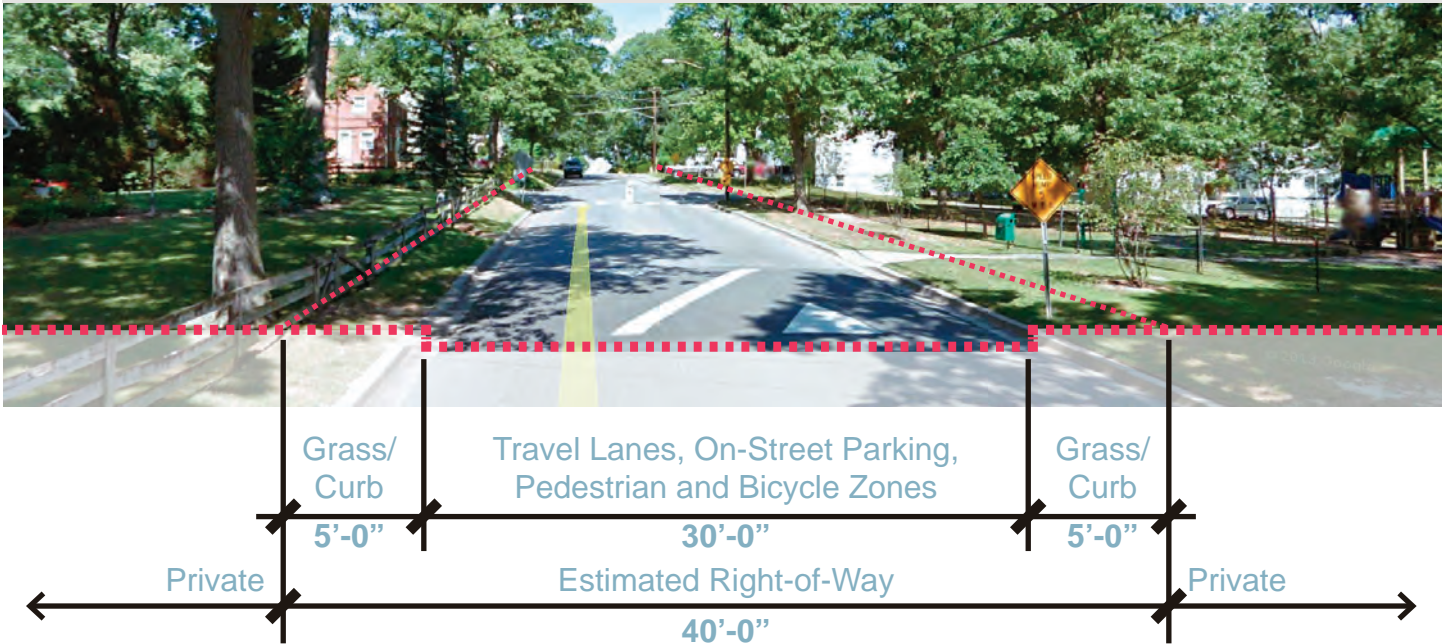 Grass/
Curb
Travel Lanes, On-Street Parking,
Pedestrian and Bicycle Zones
Grass/
Curb
5’-0”
30’-0”
5’-0”
Private
Estimated Right-of-Way
Private
40’-0”